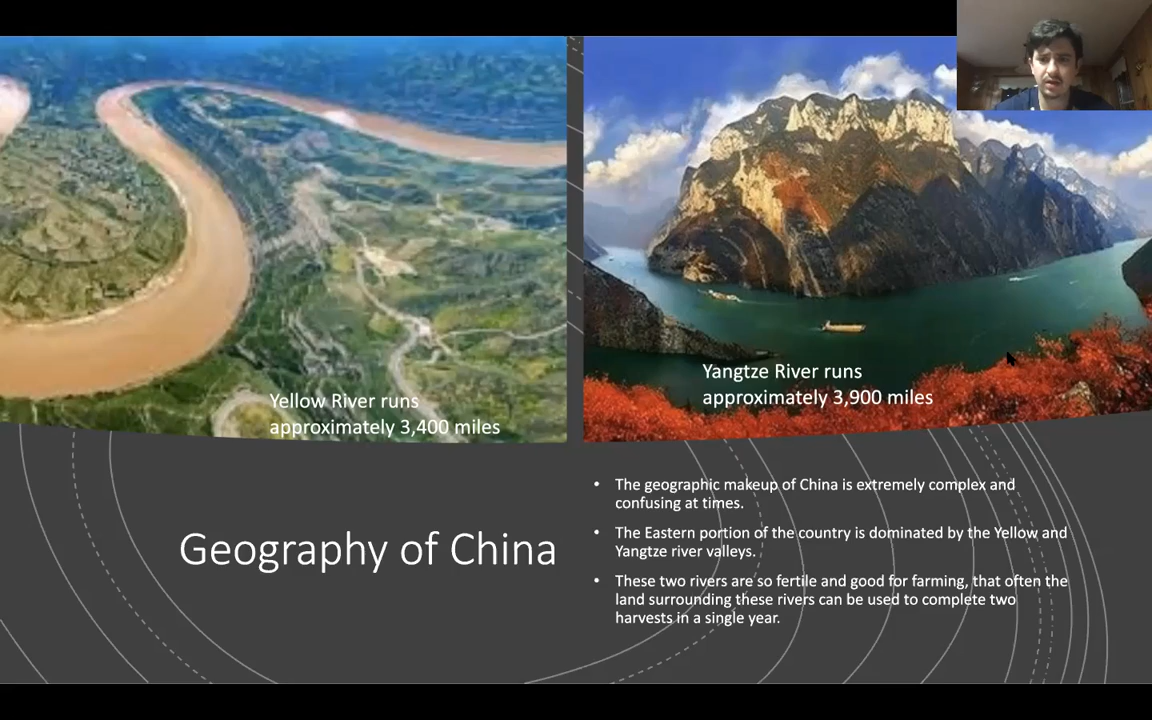 Yellow River runs
approximately 3,400 miles
Yangtze River runs
approximately 3,900 miles
Geography of China
• The geographic makeup of China is extremely complex and
confusing at times.
• The Eastern portion of the country is dominated by the Yellow and
Yangtze river valleys.
• These two rivers are so fertile and good for farming, that often the
land surrounding these rivers can be used to complete two
harvests in a single year.